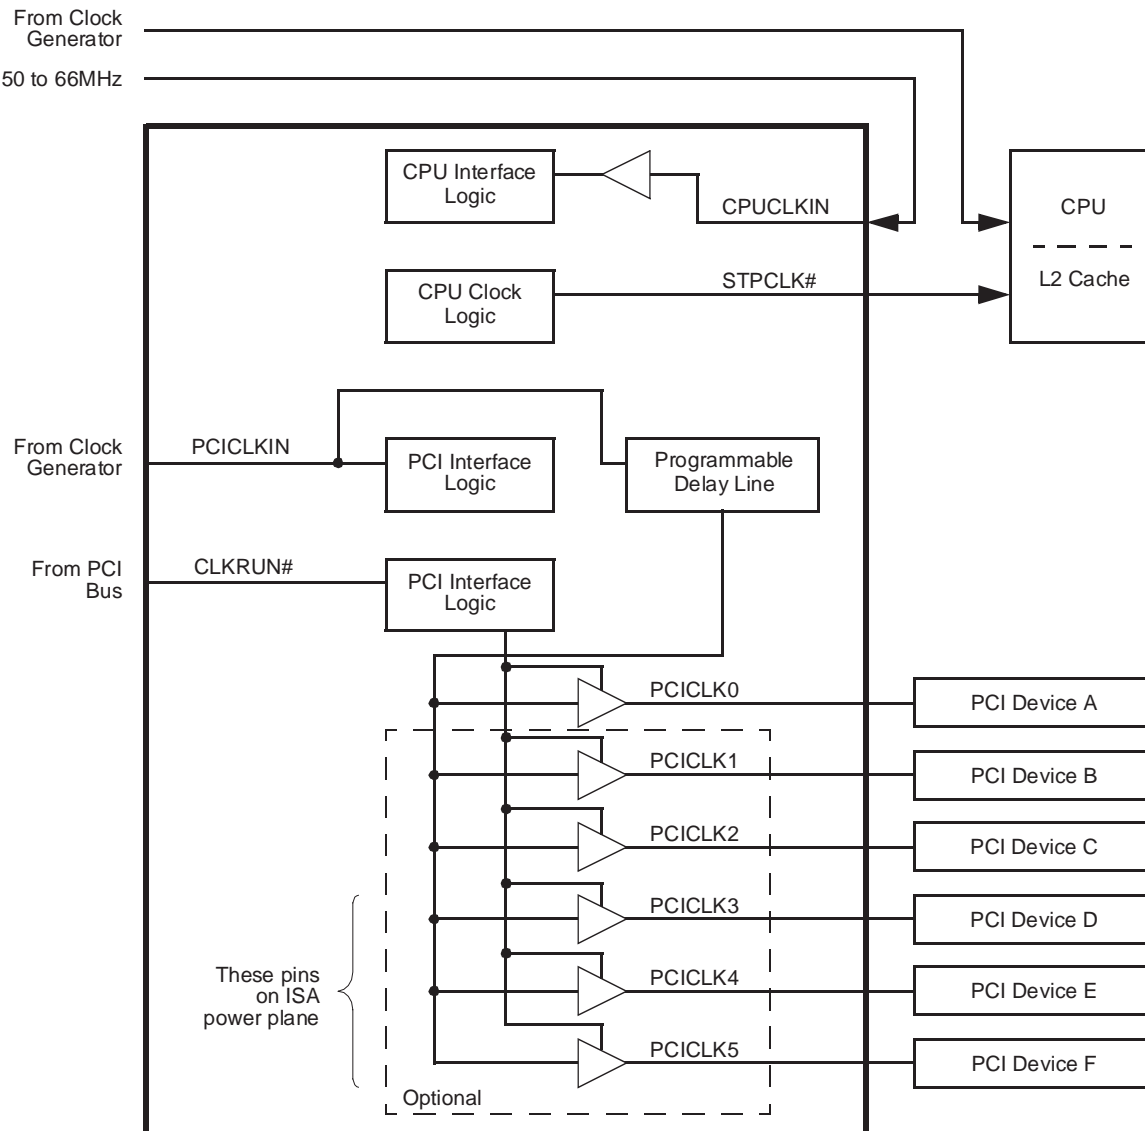 From Clock
Generator
50 to 66MHz
CPU Interface
Logic
CPUCLKIN
CPU
L2 Cache
CPU Clock
Logic
STPCLK#
From Clock
Generator
PCICLKIN
PCI Interface
Logic
Programmable
Delay Line
From PCI
Bus
CLKRUN#
PCI Interface
Logic
PCICLK0
PCI Device A
PCICLK1
PCI Device B
PCICLK2
PCI Device C
PCICLK3
PCI Device D
These pins
on ISA
power plane
PCICLK4
PCI Device E
PCICLK5
PCI Device F
Optional